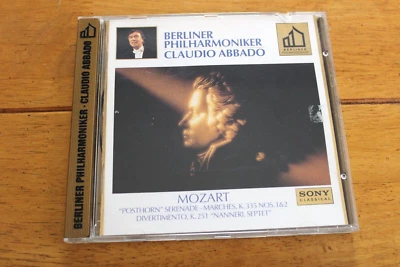 BERLINER
PHILHARMONIKER
CLAUDIO ABBADO
BERLINER PHILHARMONIKER · CLAUDIO ABBADO
MOZART
"POSTHORN" SERENADE · MARCHES, K. 335 NOS. 1&2
DIVERTIMENTO, K. 251 "NANNERL SEPTET"
SONY
CLASSICAL